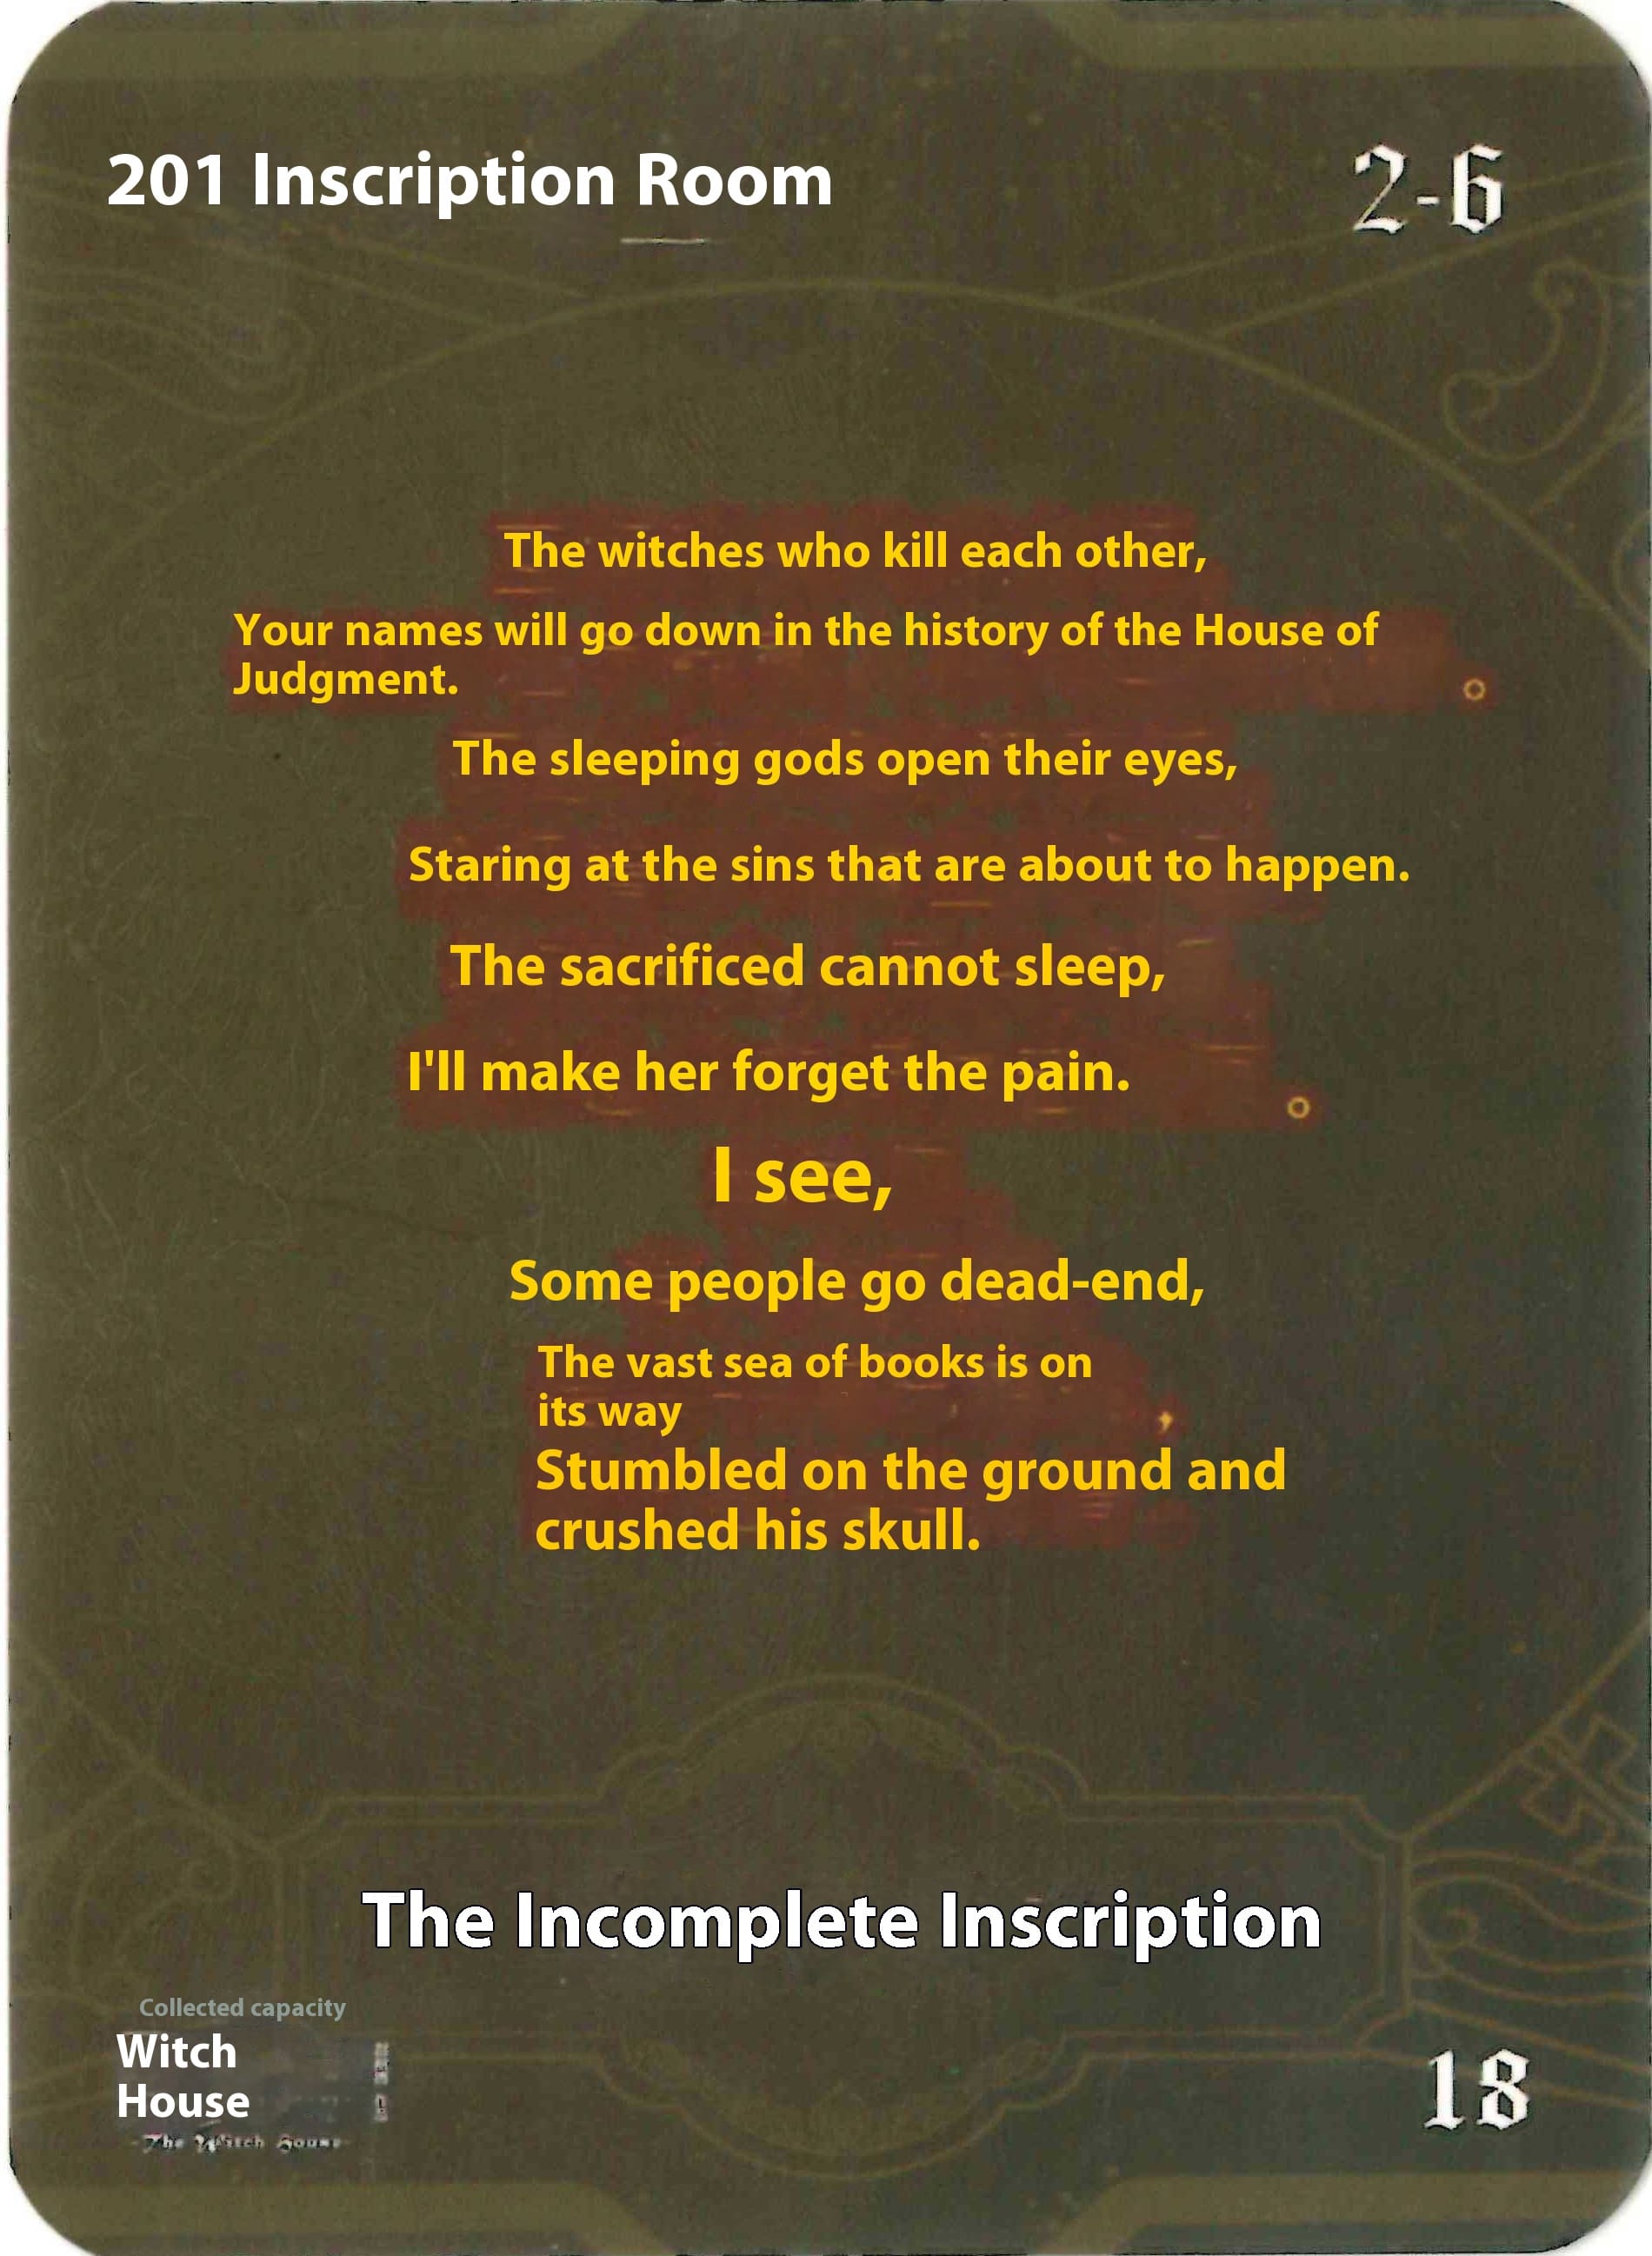 201 Inscription Room
2-6
The witches who kill each other,
Your names will go down in the history of the House of
Judgment.
The sleeping gods open their eyes,
Staring at the sins that are about to happen.
The sacrificed cannot sleep,
I'll make her forget the pain.
I see,
Some people go dead-end,
The vast sea of books is on
its way
Stumbled on the ground and
crushed his skull.
The Incomplete Inscription
Collected capacity
Witch
House
The Witch House
18